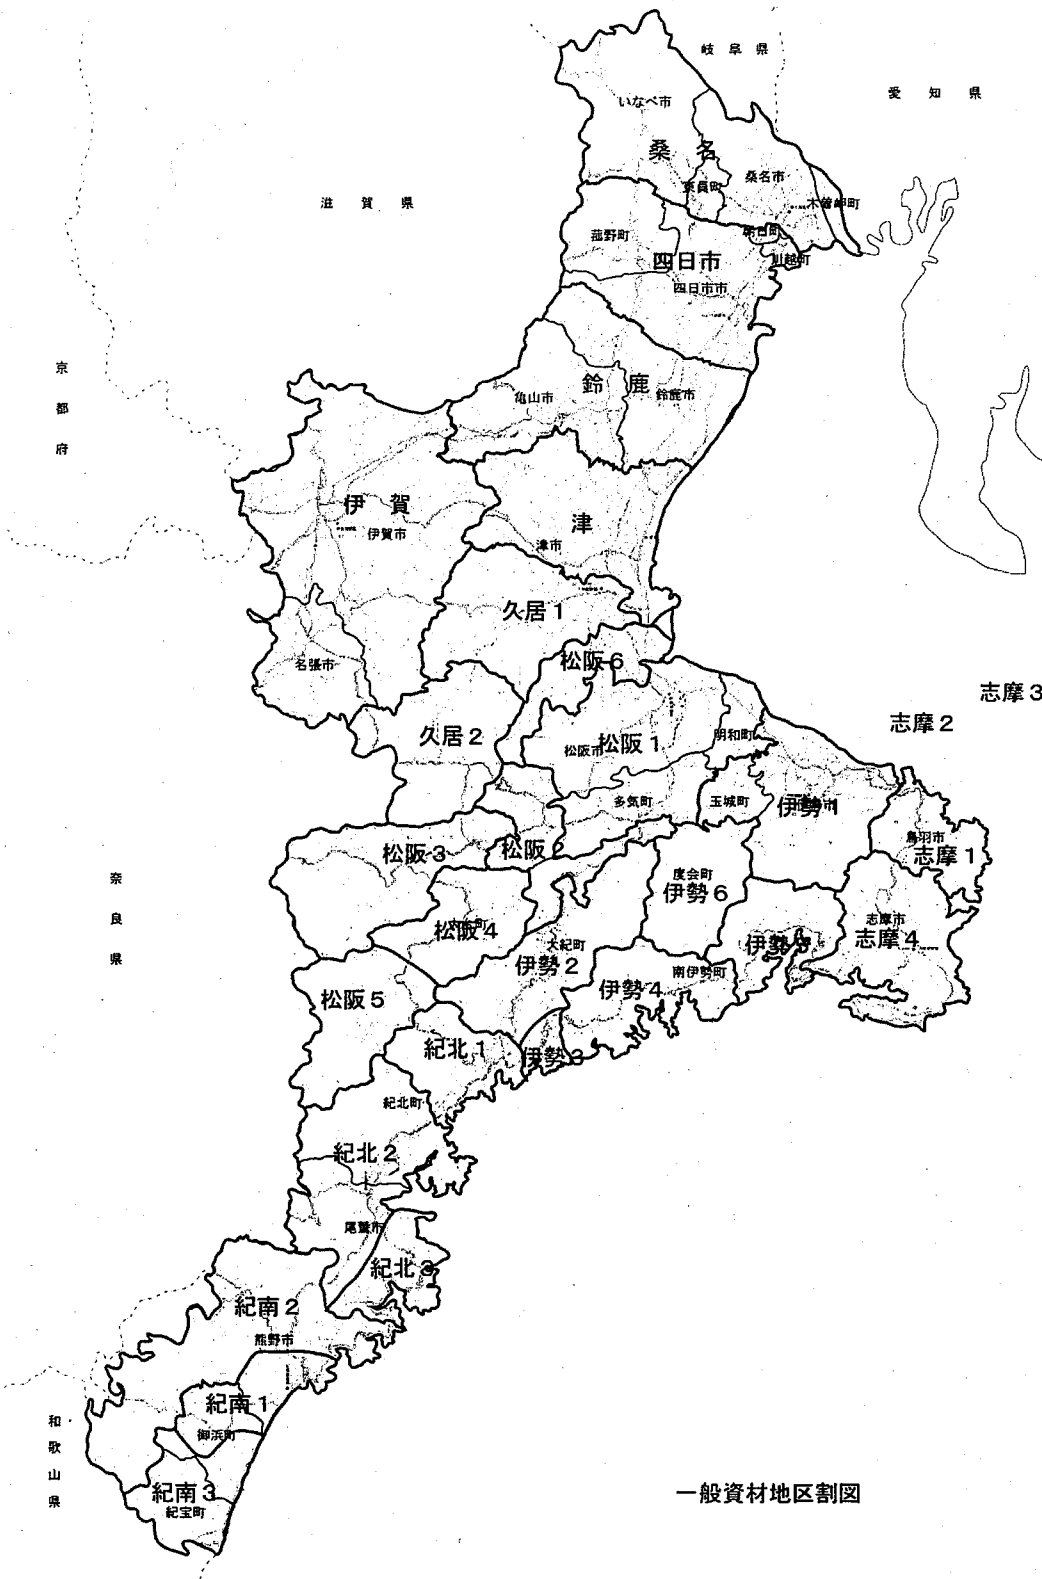 岐阜県
愛知県
いなべ市
桑名
東員町
桑名市
木曽岬町
滋賀県
菰野町
朝日町
川越町
四日市
四日市市
京都府
鈴鹿
亀山市
鈴鹿市
伊賀
伊賀市
津
津市
久居1
名張市
松阪6
志摩3
志摩2
久居2
松阪市
松阪1
明和町
多気町
玉城町
伊勢1
鳥羽市
志摩1
松阪3
松阪2
度会町
伊勢6
奈良県
松阪4
大紀町
伊勢2
伊勢5
志摩市
志摩4
南伊勢町
伊勢4
松阪5
紀北1
伊勢3
紀北町
紀北2
尾鷲市
紀北3
紀南2
熊野市
紀南1
御浜町
和歌山県
紀南3
紀宝町
一般資材地区割図